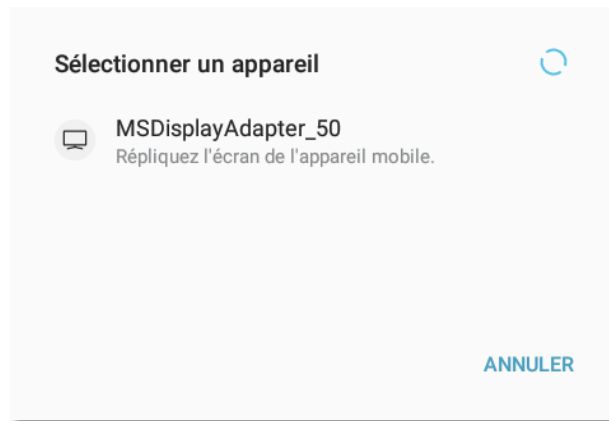 Sélectionner un appareil
MSDisplayAdapter_50
Répliquez l'écran de l'appareil mobile.
ANNULER